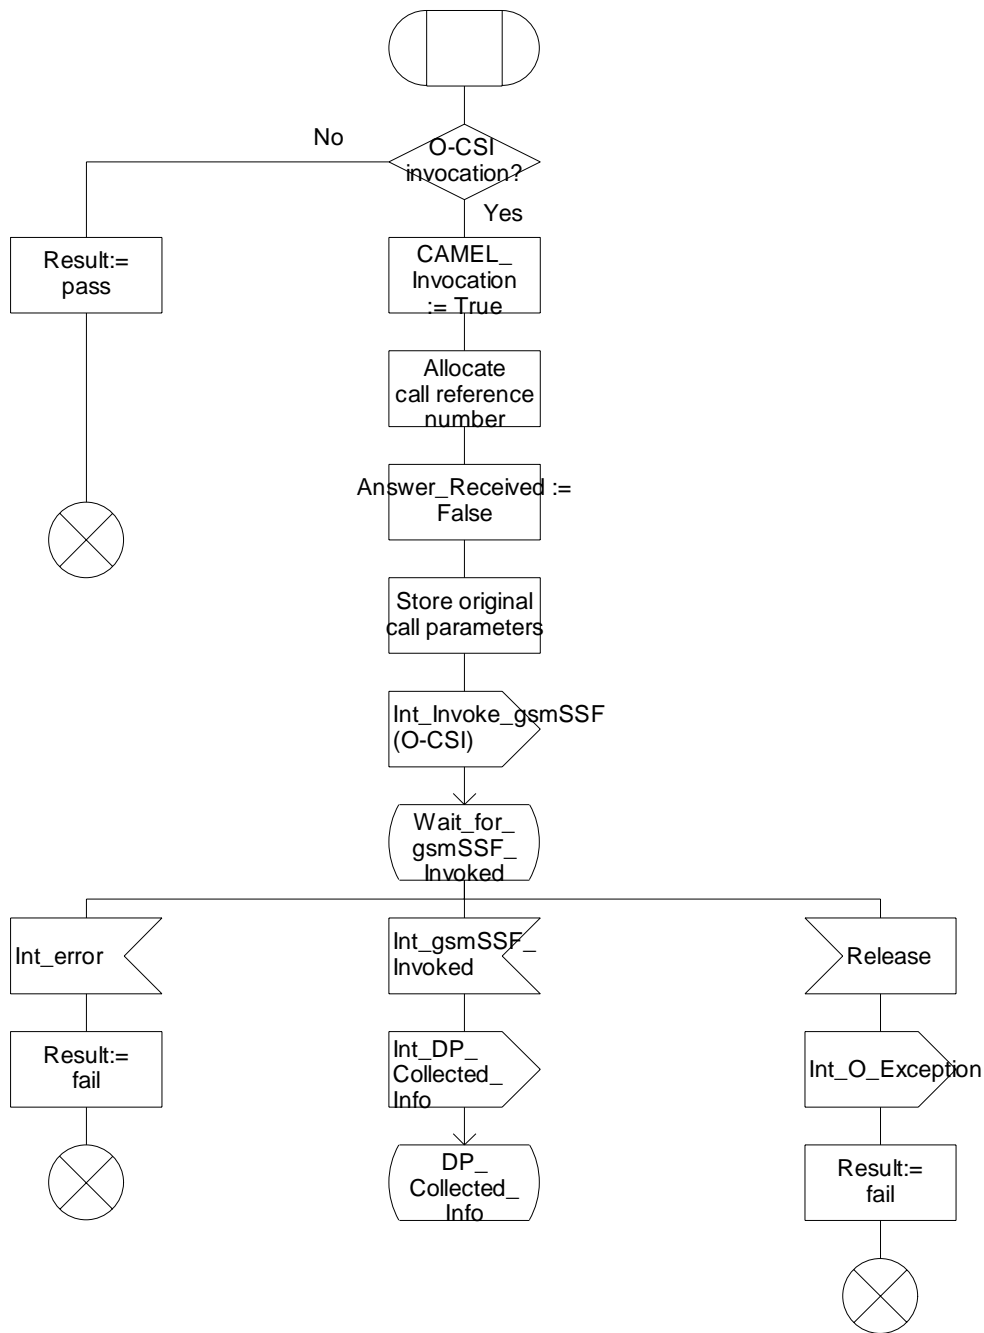 No
O-CSI
invocation?
Yes
Result:=
pass
CAMEL_
Invocation
:= True
Allocate
call reference
number
Answer_Received :=
False
Store original
call parameters
Int_Invoke_gsmSSF
(O-CSI)
Wait_for_
gsmSSF_
Invoked
Int_error
Int_gsmSSF_
Invoked
Release
Result:=
fail
Int_DP_
Collected_
Info
Int_O_Exception
DP_
Collected_
Info
Result:=
fail